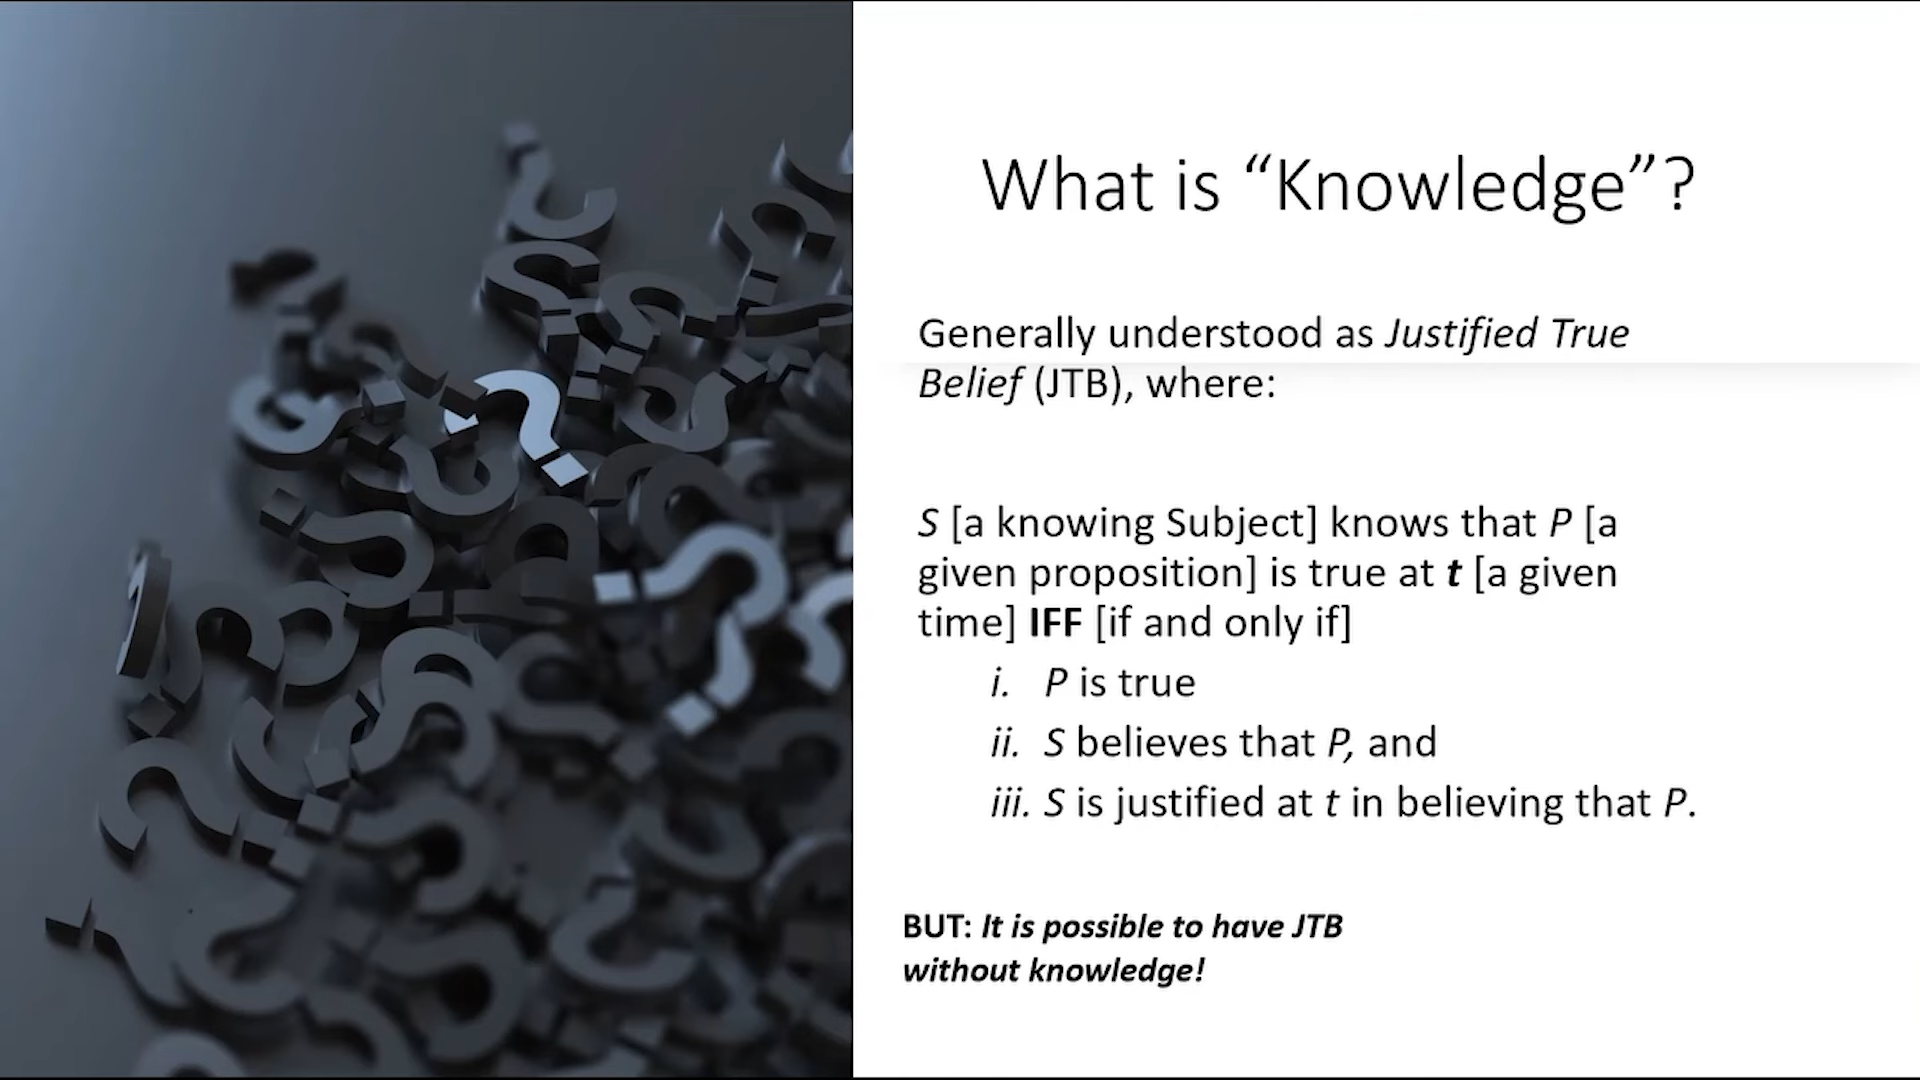 What is “Knowledge”?
Generally understood as Justified True
Belief (JTB), where:
S [a knowing Subject] knows that P [a
given proposition] is true at t [a given
time] IFF [if and only if]
i. P is true
ii. S believes that P, and
iii. S is justified at t in believing that P.
BUT: It is possible to have JTB
without knowledge!